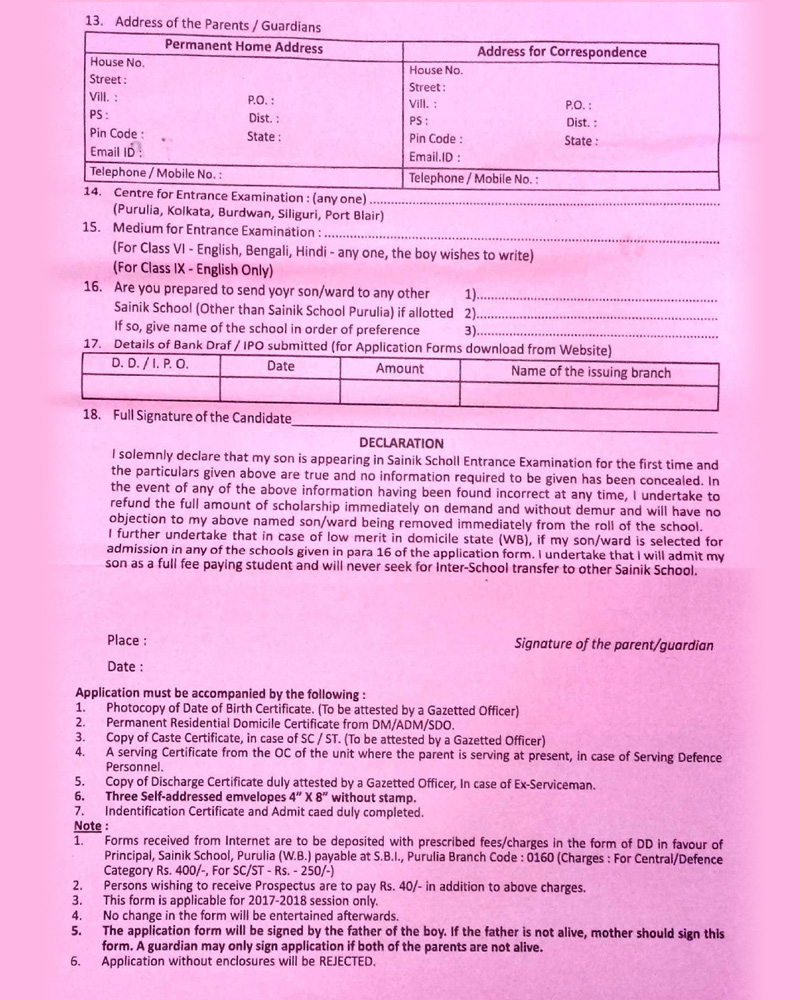 13. Address of the Parents / Guardians
Permanent Home Address
House No.
Street :
Vill. : P.O. :
PS : Dist. :
Pin Code : State :
Email ID :
Telephone / Mobile No. :
Address for Correspondence
House No.
Street :
Vill. : P.O. :
PS : Dist. :
Pin Code : State :
Email.ID :
Telephone / Mobile No. :
14. Centre for Entrance Examination : (any one) ........................
(Purulia, Kolkata, Burdwan, Siliguri, Port Blair)
15. Medium for Entrance Examination : ........................
(For Class VI - English, Bengali, Hindi - any one, the boy wishes to write)
(For Class IX - English Only)
16. Are you prepared to send yoyr son/ward to any other 1)........................
Sainik School (Other than Sainik School Purulia) if allotted 2)........................
If so, give name of the school in order of preference 3)........................
17. Details of Bank Draf / IPO submitted (for Application Forms download from Website)
D. D. / I. P. O. Date Amount Name of the issuing branch
18. Full Signature of the Candidate
DECLARATION
I solemnly declare that my son is appearing in Sainik Scholl Entrance Examination for the first time and
the particulars given above are true and no information required to be given has been concealed. In
the event of any of the above information having been found incorrect at any time, I undertake to
refund the full amount of scholarship immediately on demand and without demur and will have no
objection to my above named son/ward being removed immediately from the roll of the school.
I further undertake that in case of low merit in domicile state (WB), if my son/ward is selected for
admission in any of the schools given in para 16 of the application form. I undertake that I will admit my
son as a full fee paying student and will never seek for Inter-School transfer to other Sainik School.
Place : Signature of the parent/guardian
Date :
Application must be accompanied by the following :
1. Photocopy of Date of Birth Certificate. (To be attested by a Gazetted Officer)
2. Permanent Residential Domicile Certificate from DM/ADM/SDO.
3. Copy of Caste Certificate, in case of SC / ST. (To be attested by a Gazetted Officer)
4. A serving Certificate from the OC of the unit where the parent is serving at present, in case of Serving Defence
Personnel.
5. Copy of Discharge Certificate duly attested by a Gazetted Officer, In case of Ex-Serviceman.
6. Three Self-addressed emvelopes 4" X 8" without stamp.
7. Indentification Certificate and Admit caed duly completed.
Note :
1. Forms received from Internet are to be deposited with prescribed fees/charges in the form of DD in favour of
Principal, Sainik School, Purulia (W.B.) payable at S.B.I., Purulia Branch Code : 0160 (Charges : For Central/Defence
Category Rs. 400/-, For SC/ST - Rs. - 250/-)
2. Persons wishing to receive Prospectus are to pay Rs. 40/- in addition to above charges.
3. This form is applicable for 2017-2018 session only.
4. No change in the form will be entertained afterwards.
5. The application form will be signed by the father of the boy. If the father is not alive, mother should sign this
form. A guardian may only sign application if both of the parents are not alive.
6. Application without enclosures will be REJECTED.